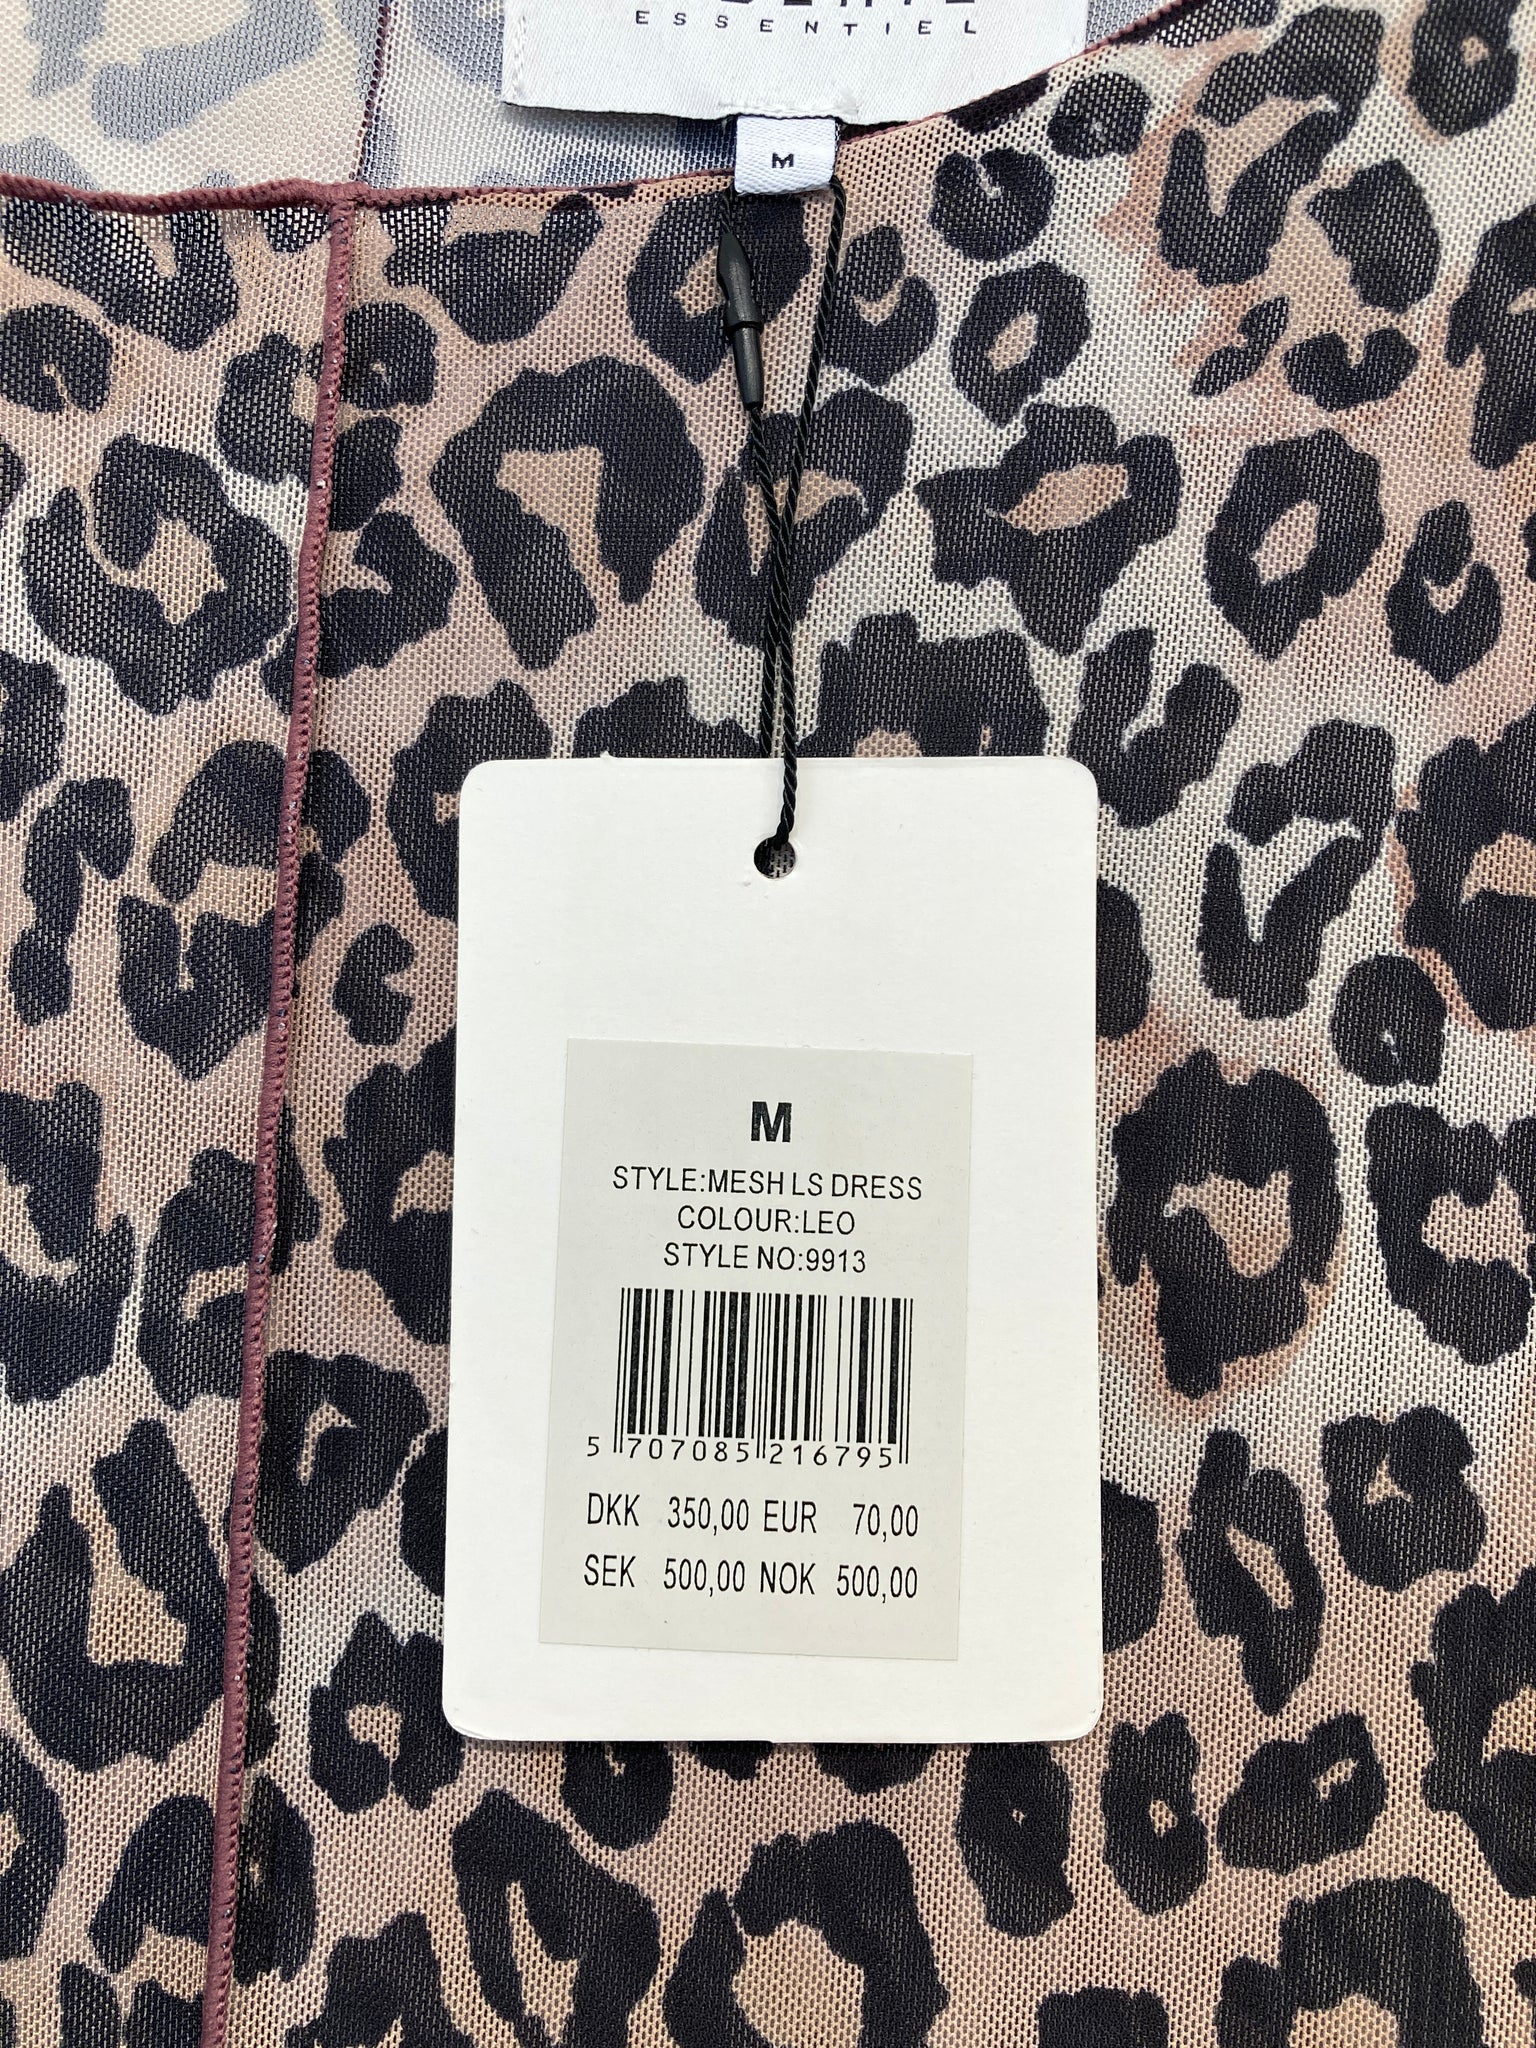 ESSENTIEL
M
M
STYLE:MESH LS DRESS
COLOUR:LEO
STYLE NO:9913
5 707085 216795
DKK 350,00 EUR 70,00
SEK 500,00 NOK 500,00